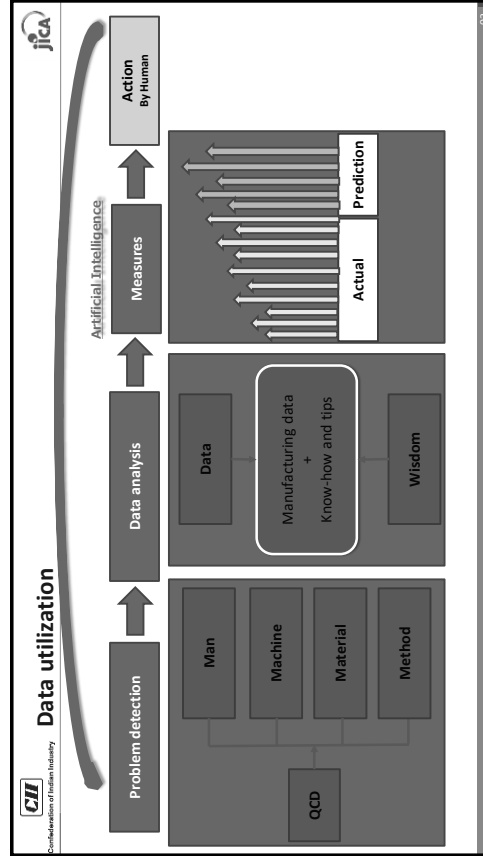 CII
Confederation of Indian Industry
Data utilization
jICA
Artificial Intelligence
Problem detection
Data analysis
Measures
Action
By Human
QCD
Man
Machine
Material
Method
Data
Manufacturing data
+
Know-how and tips
Wisdom
Actual
Prediction